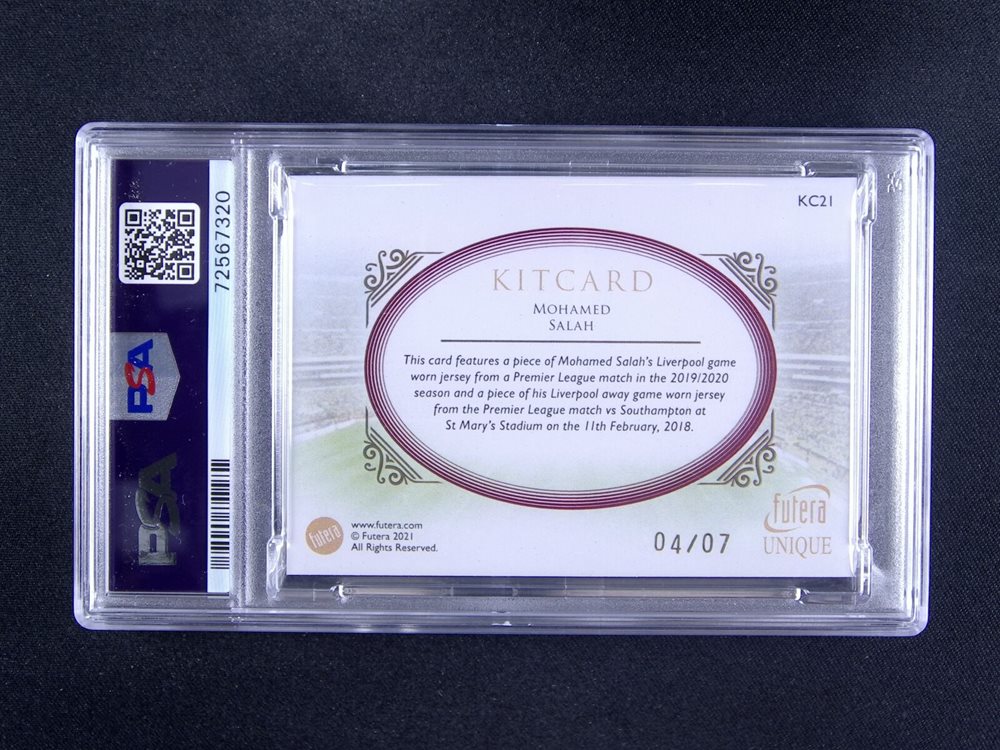 72567320
PSA
PSA
KC21
KITCARD
MOHAMED
SALAH
This card features a piece of Mohamed Salah's Liverpool game
worn jersey from a Premier League match in the 2019/2020
season and a piece of his Liverpool away game worn jersey
from the Premier League match vs Southampton at
St Mary's Stadium on the 11th February, 2018.
futera
www.futera.com
© Futera 2021
All Rights Reserved.
04/07
futera
UNIQUE